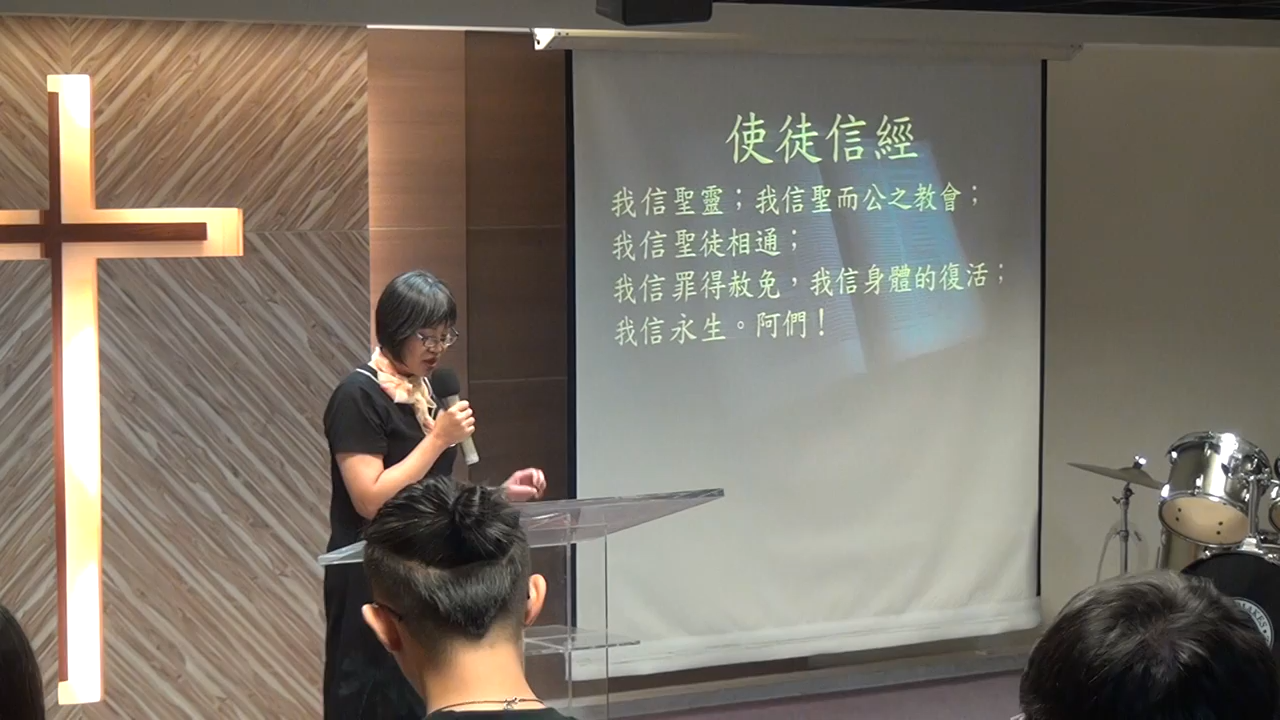 使徒信經
我信聖靈；我信聖而公之教會；
我信聖徒相通；
我信罪得赦免，我信身體的復活；
我信永生。阿們！